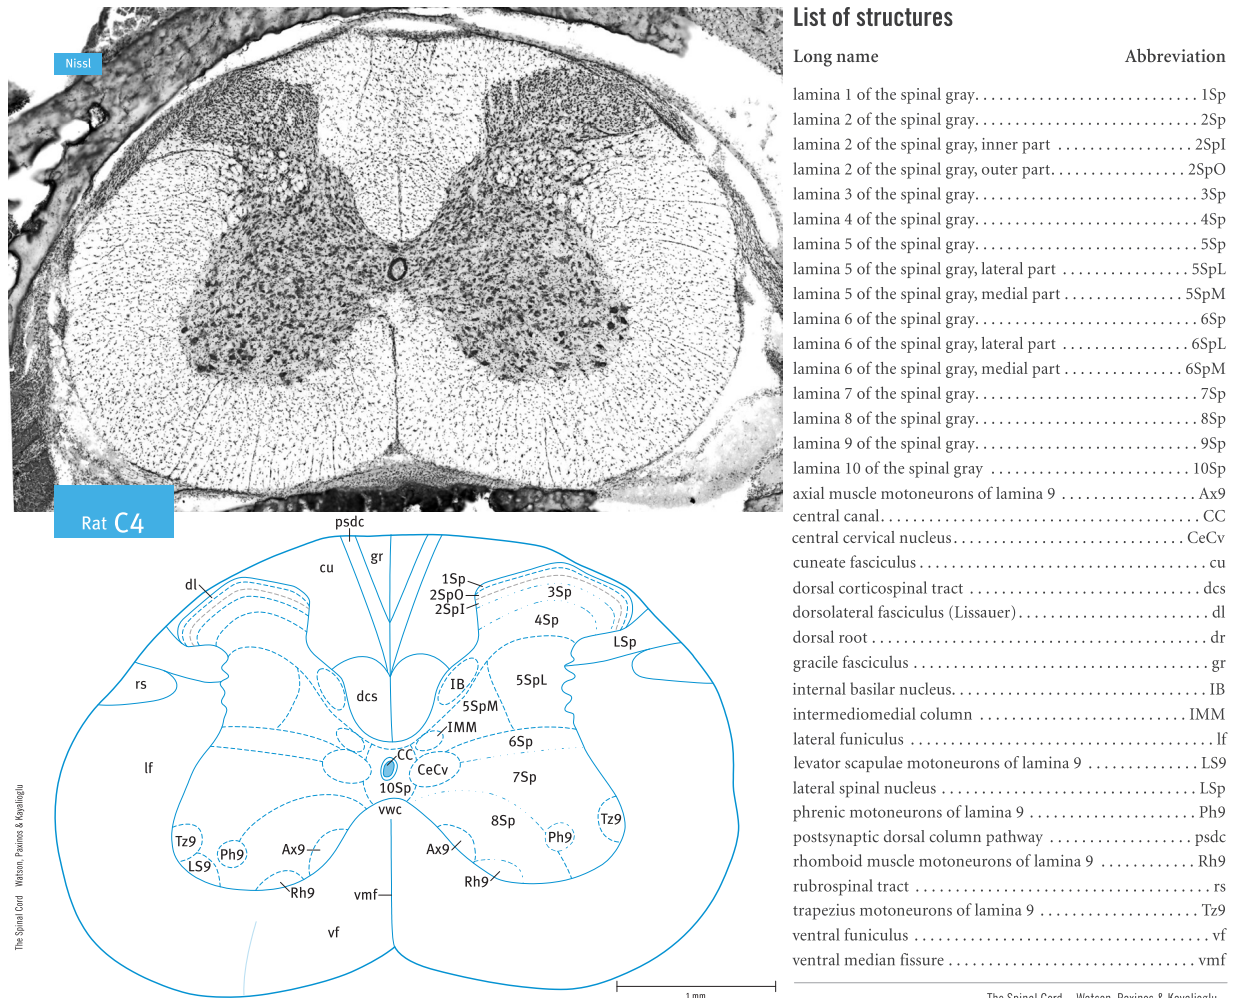 Nissl
Rat C4
psdc
gr
cu
dl
1Sp
2SpO
2SpI
3Sp
4Sp
LSp
rs
dcs
IB
5SpL
5SpM
IMM
6Sp
lf
CC
CeCv
7Sp
10Sp
vwc
8Sp
Tz9
Tz9
Ph9
Ph9
Ax9
Ax9
LS9
Rh9
Rh9
vmf
vf
1 mm
The Spinal Cord Watson, Paxinos & Kayalioglu
List of structures
Long name Abbreviation
lamina 1 of the spinal gray. . . . . . . . . . . . . . . . . . . . . . . . . . . . 1Sp
lamina 2 of the spinal gray. . . . . . . . . . . . . . . . . . . . . . . . . . . . 2Sp
lamina 2 of the spinal gray, inner part . . . . . . . . . . . . . . . . . 2SpI
lamina 2 of the spinal gray, outer part. . . . . . . . . . . . . . . . . 2SpO
lamina 3 of the spinal gray. . . . . . . . . . . . . . . . . . . . . . . . . . . . 3Sp
lamina 4 of the spinal gray. . . . . . . . . . . . . . . . . . . . . . . . . . . . 4Sp
lamina 5 of the spinal gray. . . . . . . . . . . . . . . . . . . . . . . . . . . . 5Sp
lamina 5 of the spinal gray, lateral part . . . . . . . . . . . . . . . . 5SpL
lamina 5 of the spinal gray, medial part . . . . . . . . . . . . . . . 5SpM
lamina 6 of the spinal gray. . . . . . . . . . . . . . . . . . . . . . . . . . . . 6Sp
lamina 6 of the spinal gray, lateral part . . . . . . . . . . . . . . . . 6SpL
lamina 6 of the spinal gray, medial part . . . . . . . . . . . . . . . 6SpM
lamina 7 of the spinal gray. . . . . . . . . . . . . . . . . . . . . . . . . . . . 7Sp
lamina 8 of the spinal gray. . . . . . . . . . . . . . . . . . . . . . . . . . . . 8Sp
lamina 9 of the spinal gray. . . . . . . . . . . . . . . . . . . . . . . . . . . . 9Sp
lamina 10 of the spinal gray . . . . . . . . . . . . . . . . . . . . . . . . . 10Sp
axial muscle motoneurons of lamina 9 . . . . . . . . . . . . . . . . . Ax9
central canal. . . . . . . . . . . . . . . . . . . . . . . . . . . . . . . . . . . . . . . . CC
central cervical nucleus. . . . . . . . . . . . . . . . . . . . . . . . . . . . . CeCv
cuneate fasciculus . . . . . . . . . . . . . . . . . . . . . . . . . . . . . . . . . . . . cu
dorsal corticospinal tract . . . . . . . . . . . . . . . . . . . . . . . . . . . . . . dcs
dorsolateral fasciculus (Lissauer) . . . . . . . . . . . . . . . . . . . . . . . . dl
dorsal root . . . . . . . . . . . . . . . . . . . . . . . . . . . . . . . . . . . . . . . . . . dr
gracile fasciculus . . . . . . . . . . . . . . . . . . . . . . . . . . . . . . . . . . . . . gr
internal basilar nucleus. . . . . . . . . . . . . . . . . . . . . . . . . . . . . . . . IB
intermediomedial column . . . . . . . . . . . . . . . . . . . . . . . . . . IMM
lateral funiculus . . . . . . . . . . . . . . . . . . . . . . . . . . . . . . . . . . . . . . lf
levator scapulae motoneurons of lamina 9 . . . . . . . . . . . . . . LS9
lateral spinal nucleus . . . . . . . . . . . . . . . . . . . . . . . . . . . . . . . . LSp
phrenic motoneurons of lamina 9 . . . . . . . . . . . . . . . . . . . . . Ph9
postsynaptic dorsal column pathway . . . . . . . . . . . . . . . . . . . psdc
rhomboid muscle motoneurons of lamina 9 . . . . . . . . . . . . Rh9
rubrospinal tract . . . . . . . . . . . . . . . . . . . . . . . . . . . . . . . . . . . . . rs
trapezius motoneurons of lamina 9 . . . . . . . . . . . . . . . . . . . . Tz9
ventral funiculus . . . . . . . . . . . . . . . . . . . . . . . . . . . . . . . . . . . . . vf
ventral median fissure . . . . . . . . . . . . . . . . . . . . . . . . . . . . . . . vmf
The Spinal Cord Watson, Paxinos & Kayalioglu